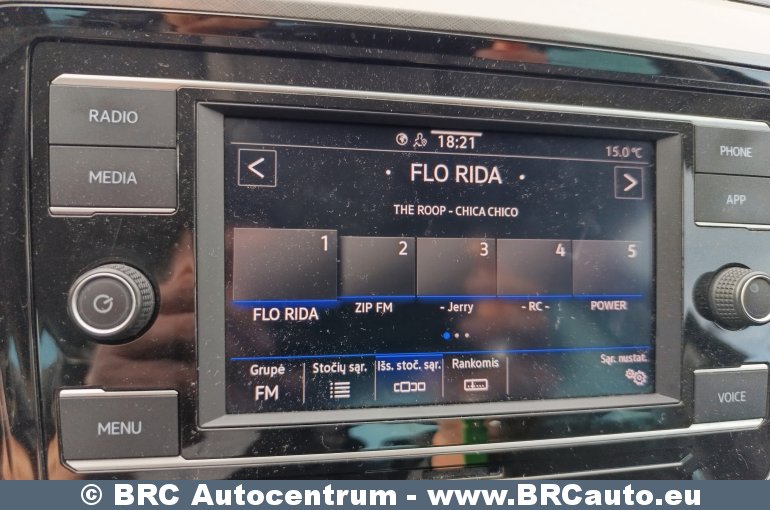 RADIO
MEDIA
MENU
PHONE
APP
VOICE
18:21
15.0 °C
<
· FLO RIDA ·
>
THE ROOP - CHICA CHICO
1 2 3 4 5
FLO RIDA ZIP FM - Jerry - RC - POWER
Grupė Stočių sąr. Išs. stoč. sąr. Rankomis Sąr. nustat.
FM
© BRC Autocentrum - www.BRCauto.eu